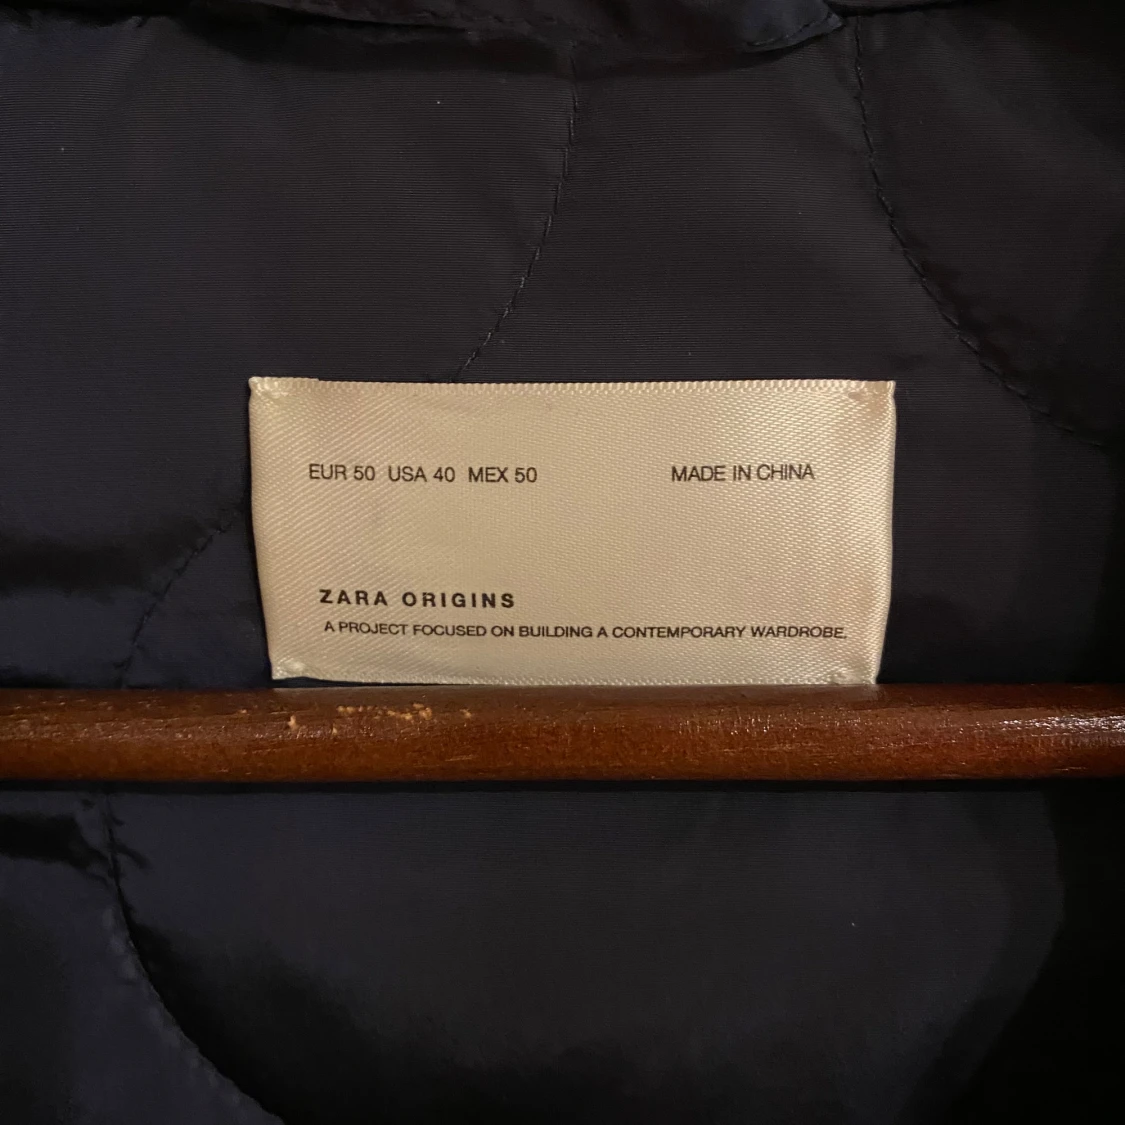 EUR 50 USA 40 MEX 50 MADE IN CHINA
ZARA ORIGINS
A PROJECT FOCUSED ON BUILDING A CONTEMPORARY WARDROBE.